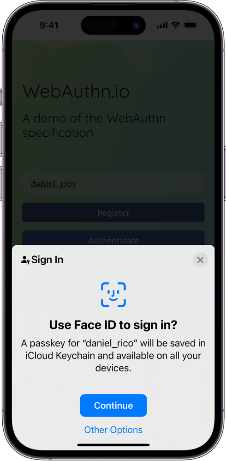 9:41
WebAuthn.io
A demo of the WebAuthn
specification
daniel_rico
Register
Authenticate
Sign In
Use Face ID to sign in?
A passkey for “daniel_rico” will be saved in
iCloud Keychain and available on all your
devices.
Continue
Other Options